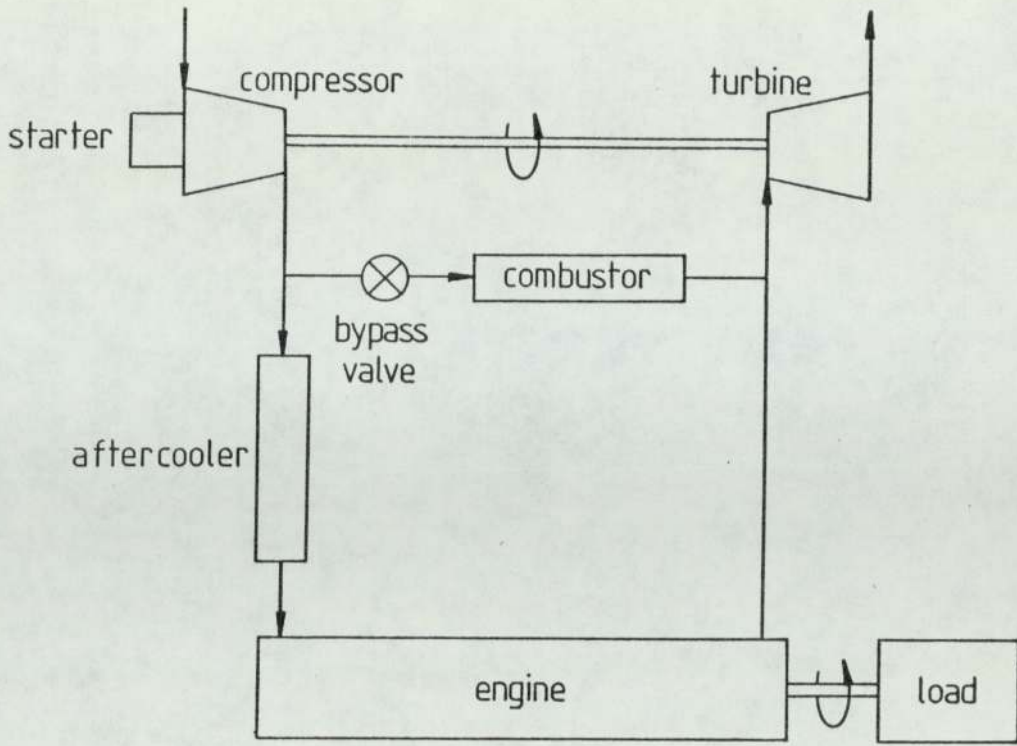 compressor
turbine
starter
combustor
bypass
valve
aftercooler
engine
load